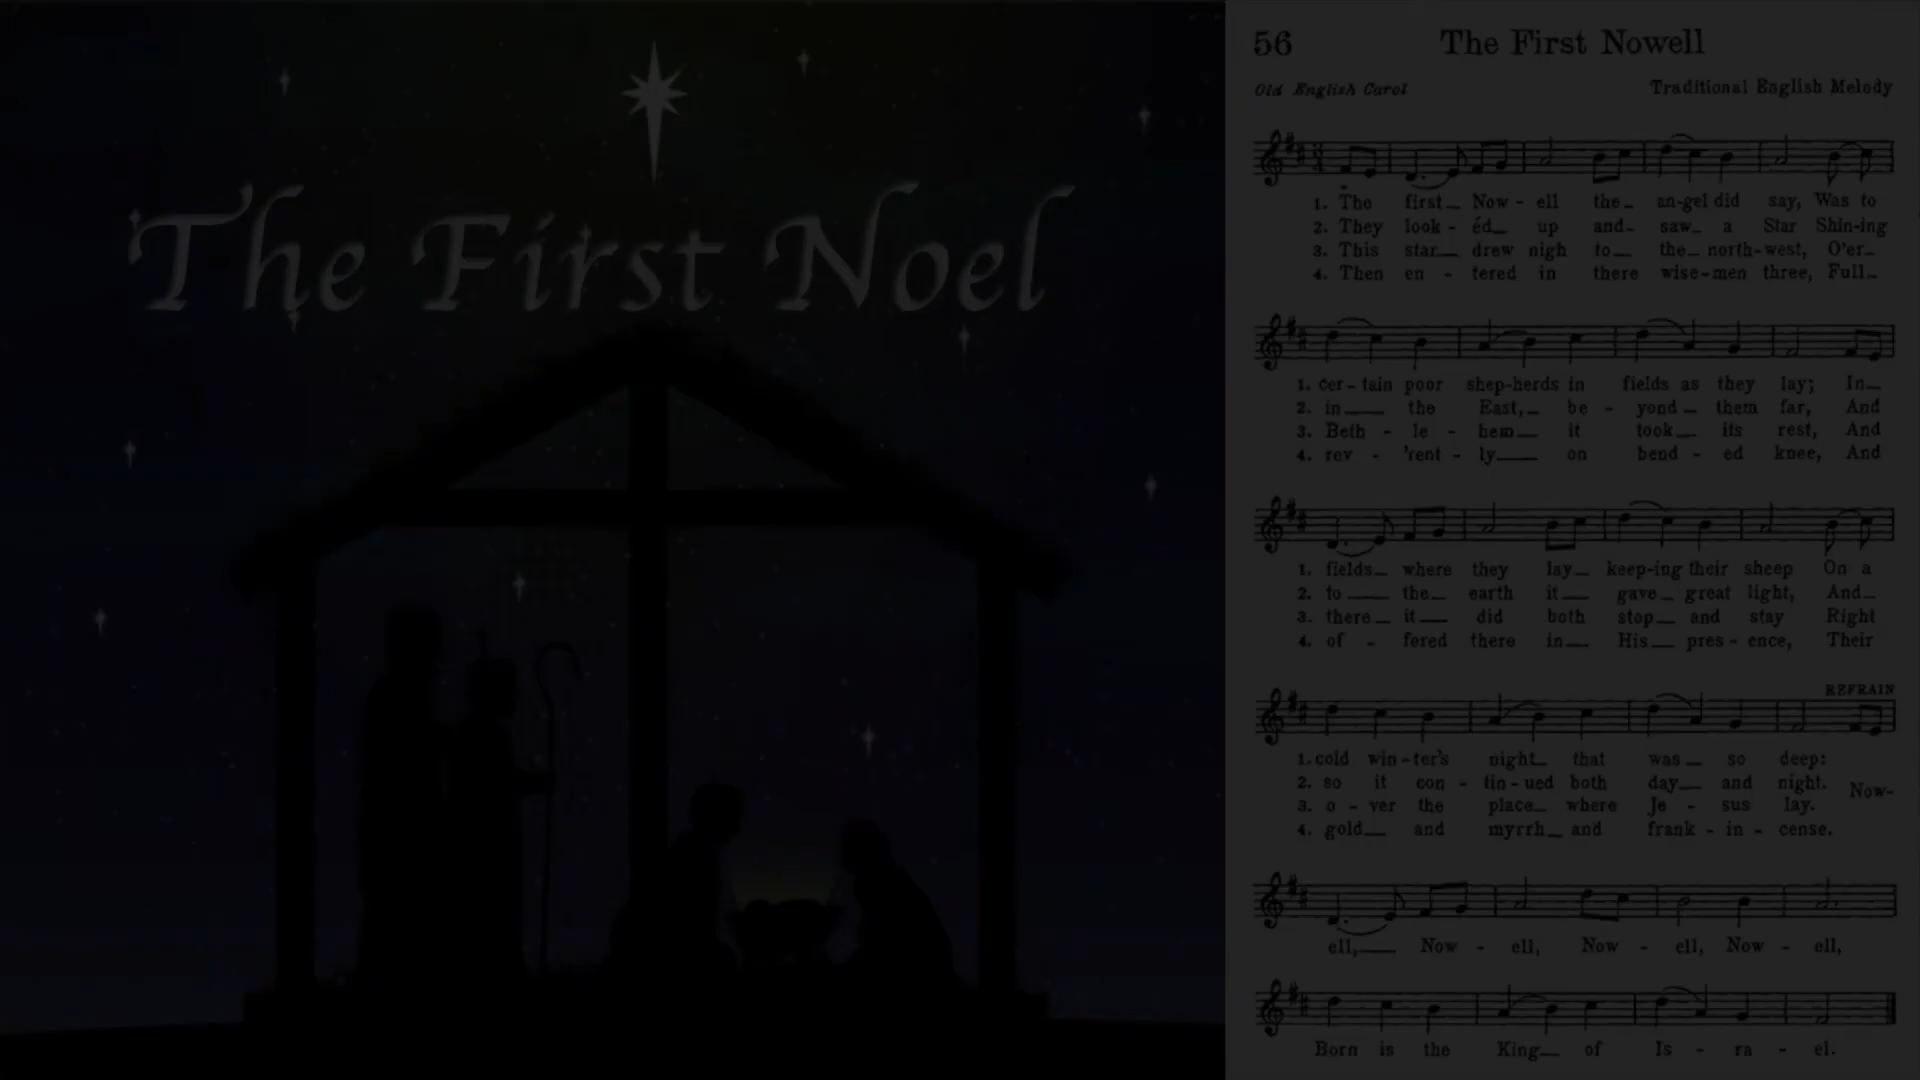 The First Noel
56
The First Nowell
Old English Carol
Traditional English Melody
1. The first Now - ell the an-gel did say, Was to
2. They look - éd up and saw a Star Shin-ing
3. This star drew nigh to the north-west, O'er
4. Then en - tered in there wise-men three, Full
1. cer-tain poor shep-herds in fields as they lay; In
2. in the East, be - yond them far, And
3. Beth - le - hem it took its rest, And
4. rev - 'rent - ly on bend - ed knee, And
1. fields where they lay keep-ing their sheep On a
2. to the earth it gave great light, And
3. there it did both stop and stay Right
4. of - fered there in His pres - ence, Their
REFRAIN
1. cold win-ter's night that was so deep:
2. so it con - tin-ued both day and night.
3. o - ver the place where Je - sus lay.
4. gold and myrrh and frank - in - cense.
Now-
ell, Now - ell, Now - ell, Now - ell,
Born is the King of Is - ra - el.